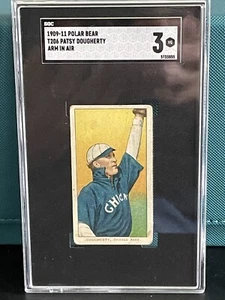 SGC
1909-11 POLAR BEAR
T206 PATSY DOUGHERTY
ARM IN AIR
3
CHICA
DOUGHERTY, CHICAGO AMER.